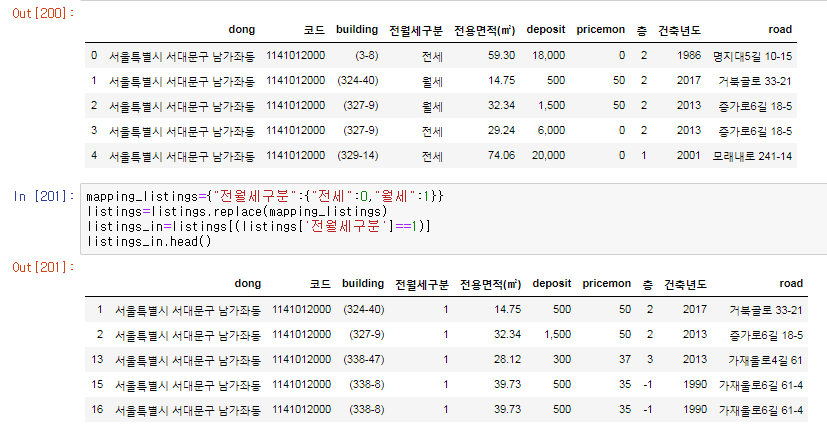 Out[200]:
dong 코드 building 전월세구분 전용면적(㎡) deposit pricemon 층 건축년도 road
0 서울특별시 서대문구 남가좌동 1141012000 (3-8) 전세 59.30 18,000 0 2 1986 명지대5길 10-15
1 서울특별시 서대문구 남가좌동 1141012000 (324-40) 월세 14.75 500 50 2 2017 거북골로 33-21
2 서울특별시 서대문구 남가좌동 1141012000 (327-9) 월세 32.34 1,500 50 2 2013 증가로6길 18-5
3 서울특별시 서대문구 남가좌동 1141012000 (327-9) 전세 29.24 6,000 0 2 2013 증가로6길 18-5
4 서울특별시 서대문구 남가좌동 1141012000 (329-14) 전세 74.06 20,000 0 1 2001 모래내로 241-14
In [201]: mapping_listings={"전월세구분":{"전세":0,"월세":1}}
listings=listings.replace(mapping_listings)
listings_in=listings[(listings['전월세구분']==1)]
listings_in.head()
Out[201]:
dong 코드 building 전월세구분 전용면적(㎡) deposit pricemon 층 건축년도 road
1 서울특별시 서대문구 남가좌동 1141012000 (324-40) 1 14.75 500 50 2 2017 거북골로 33-21
2 서울특별시 서대문구 남가좌동 1141012000 (327-9) 1 32.34 1,500 50 2 2013 증가로6길 18-5
13 서울특별시 서대문구 남가좌동 1141012000 (338-47) 1 28.12 300 37 3 2013 가재울로4길 61
15 서울특별시 서대문구 남가좌동 1141012000 (338-8) 1 39.73 500 35 -1 1990 가재울로6길 61-4
16 서울특별시 서대문구 남가좌동 1141012000 (338-8) 1 39.73 500 35 -1 1990 가재울로6길 61-4